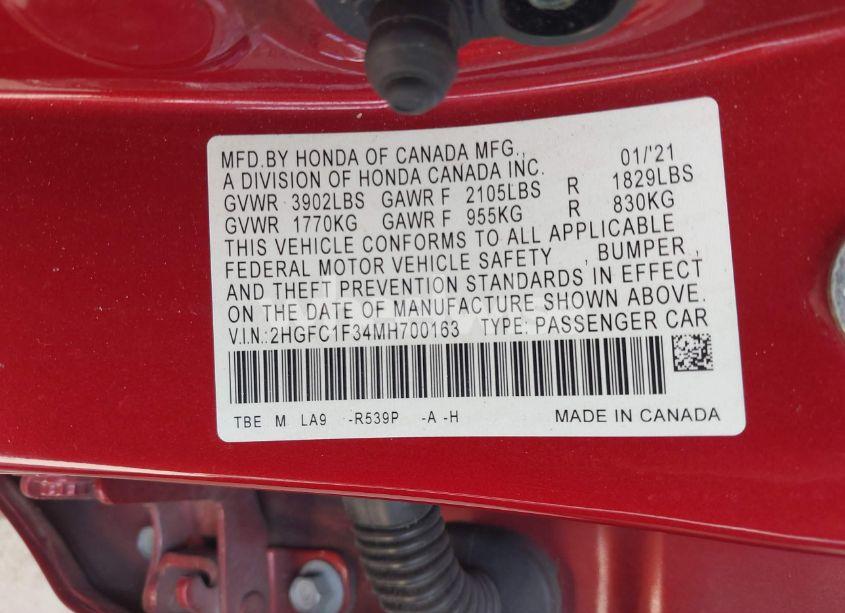 MFD.BY HONDA OF CANADA MFG., 01/'21
A DIVISION OF HONDA CANADA INC.
GVWR 3902LBS GAWR F 2105LBS R 1829LBS
GVWR 1770KG GAWR F 955KG R 830KG
THIS VEHICLE CONFORMS TO ALL APPLICABLE
FEDERAL MOTOR VEHICLE SAFETY , BUMPER,
AND THEFT PREVENTION STANDARDS IN EFFECT
ON THE DATE OF MANUFACTURE SHOWN ABOVE.
V.I.N.:2HGFC1F34MH700163 TYPE: PASSENGER CAR
TBE M LA9 -R539P -A -H MADE IN CANADA